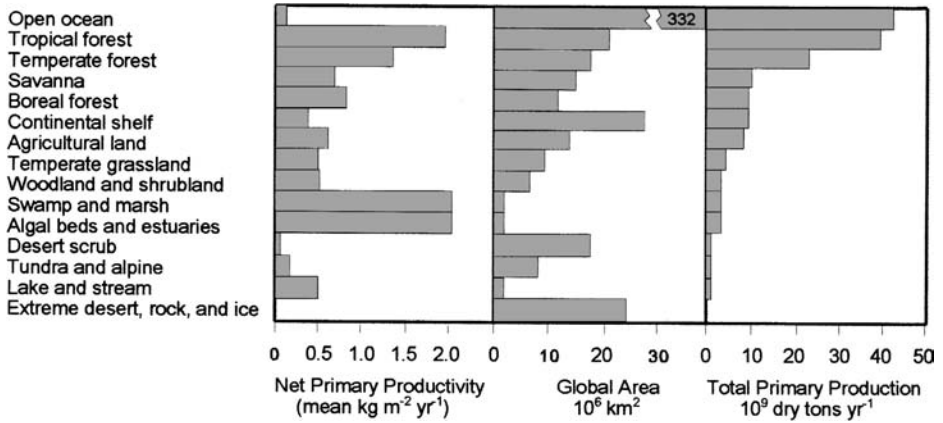 Open ocean
Tropical forest
Temperate forest
Savanna
Boreal forest
Continental shelf
Agricultural land
Temperate grassland
Woodland and shrubland
Swamp and marsh
Algal beds and estuaries
Desert scrub
Tundra and alpine
Lake and stream
Extreme desert, rock, and ice
332
0 0.5 1.0 1.5 2.0
0 10 20 30
0 10 20 30 40 50
Net Primary Productivity
(mean kg m⁻² yr⁻¹)
Global Area
10⁶ km²
Total Primary Production
10⁹ dry tons yr⁻¹